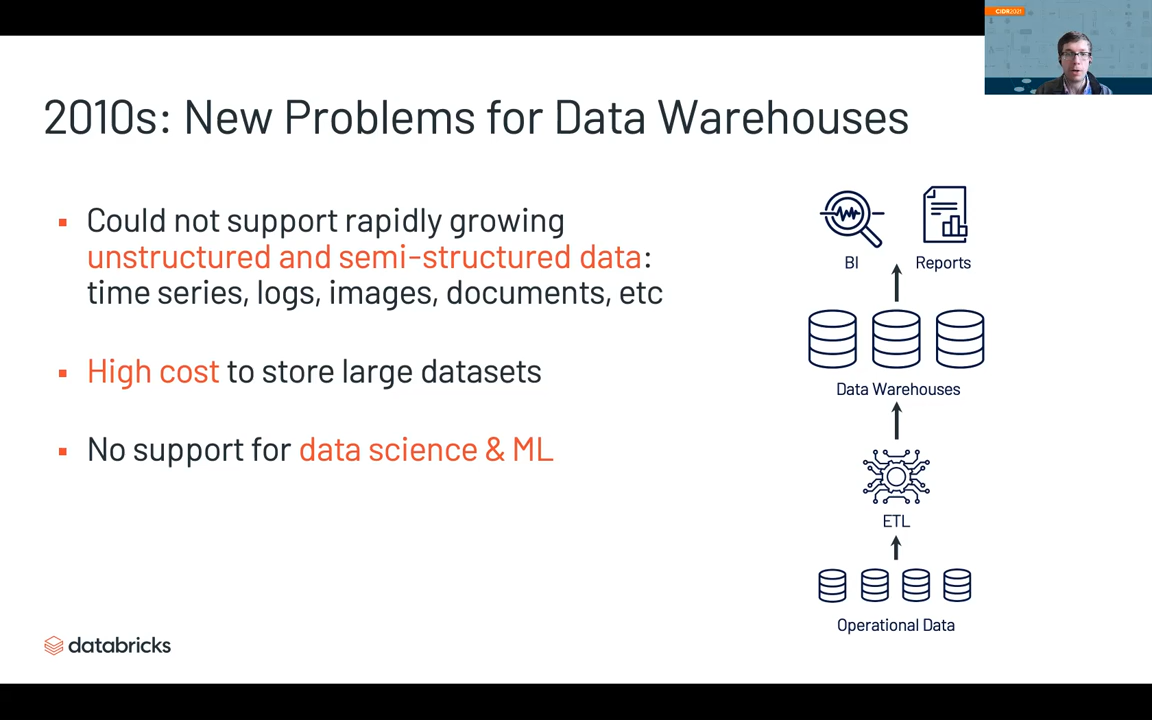 CIDR2021
2010s: New Problems for Data Warehouses
▪ Could not support rapidly growing
unstructured and semi-structured data:
time series, logs, images, documents, etc
▪ High cost to store large datasets
▪ No support for data science & ML
BI
Reports
Data Warehouses
ETL
Operational Data
databricks